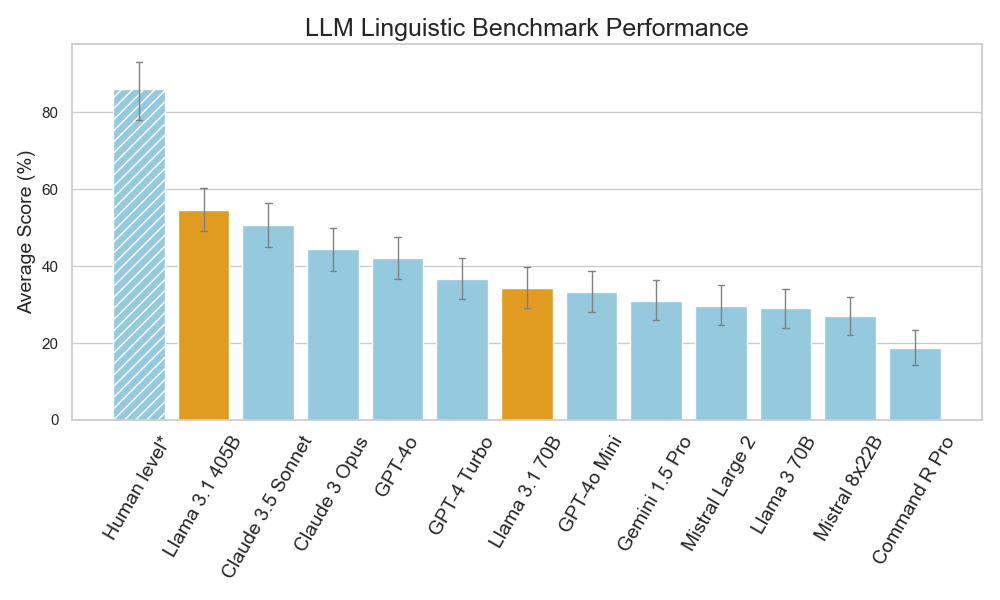 LLM Linguistic Benchmark Performance
Average Score (%)
80
60
40
20
0
Human level*
Llama 3.1 405B
Claude 3.5 Sonnet
Claude 3 Opus
GPT-4o
GPT-4 Turbo
Llama 3.1 70B
GPT-4o Mini
Gemini 1.5 Pro
Mistral Large 2
Llama 3 70B
Mistral 8x22B
Command R Pro